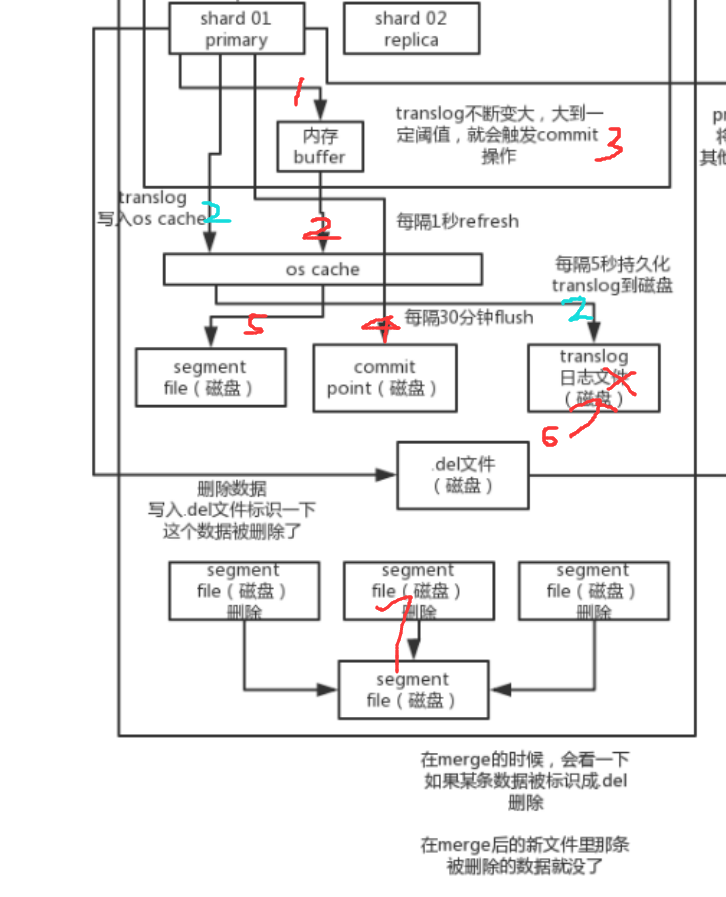 shard 01
primary
shard 02
replica
1
translog不断变大，大到一
定阈值，就会触发commit
操作
3
内存
buffer
translog
写入os cache
2
2
每隔1秒refresh
os cache
每隔5秒持久化
translog到磁盘
2
5
4
每隔30分钟flush
segment
file（磁盘）
commit
point（磁盘）
translog
日志文件
（磁盘）
6
.del文件
（磁盘）
删除数据
写入.del文件标识一下
这个数据被删除了
segment
file（磁盘）
删除
segment
file（磁盘）
删除
segment
file（磁盘）
删除
7
segment
file（磁盘）
在merge的时候，会看一下
如果某条数据被标识成.del
删除
在merge后的新文件里那条
被删除的数据就没了